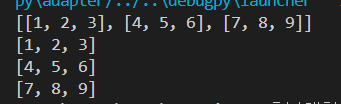 py\adapter/../..\debugpy\launcher
[[1, 2, 3], [4, 5, 6], [7, 8, 9]]
[1, 2, 3]
[4, 5, 6]
[7, 8, 9]